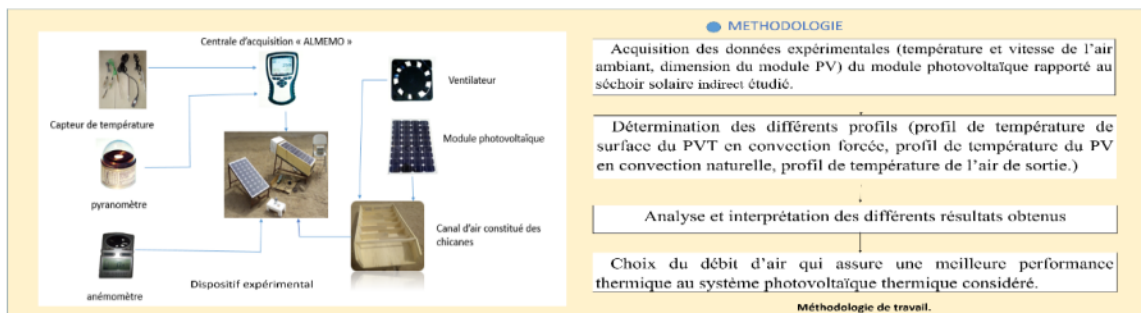 METHODOLOGIE
Centrale d'acquisition « ALMEMO »
Ventilateur
Capteur de température
Module photovoltaïque
pyranomètre
Canal d'air constitué des
chicanes
anémomètre
Dispositif expérimental
Acquisition des données expérimentales (température et vitesse de l'air
ambiant, dimension du module PV) du module photovoltaïque rapporté au
séchoir solaire indirect étudié.
Détermination des différents profils (profil de température de
surface du PVT en convection forcée, profil de température du PV
en convection naturelle, profil de température de l'air de sortie.)
Analyse et interprétation des différents résultats obtenus
Choix du débit d'air qui assure une meilleure performance
thermique au système photovoltaïque thermique considéré.
Méthodologie de travail.